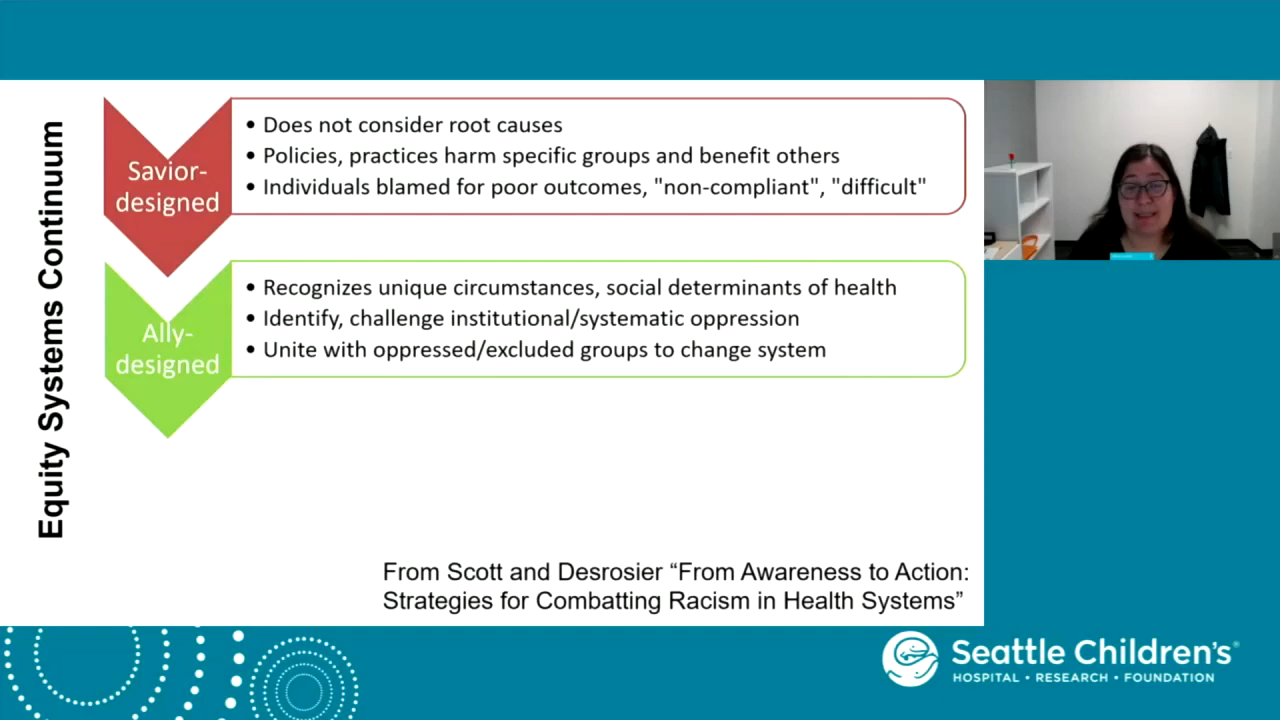 Equity Systems Continuum
Savior-
designed
• Does not consider root causes
• Policies, practices harm specific groups and benefit others
• Individuals blamed for poor outcomes, "non-compliant", "difficult"
Ally-
designed
• Recognizes unique circumstances, social determinants of health
• Identify, challenge institutional/systematic oppression
• Unite with oppressed/excluded groups to change system
From Scott and Desrosier “From Awareness to Action:
Strategies for Combatting Racism in Health Systems”
Seattle Children's®
HOSPITAL • RESEARCH • FOUNDATION